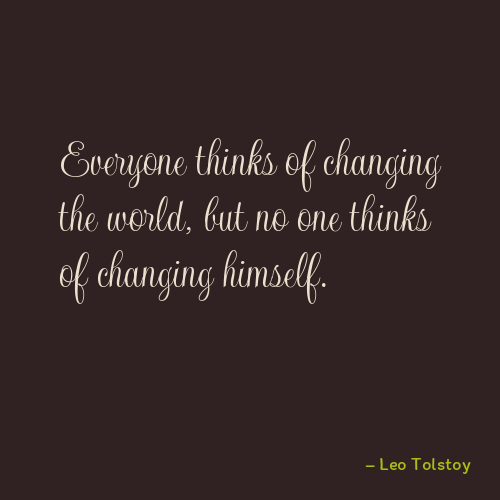 Everyone thinks of changing
the world, but no one thinks
of changing himself.
– Leo Tolstoy